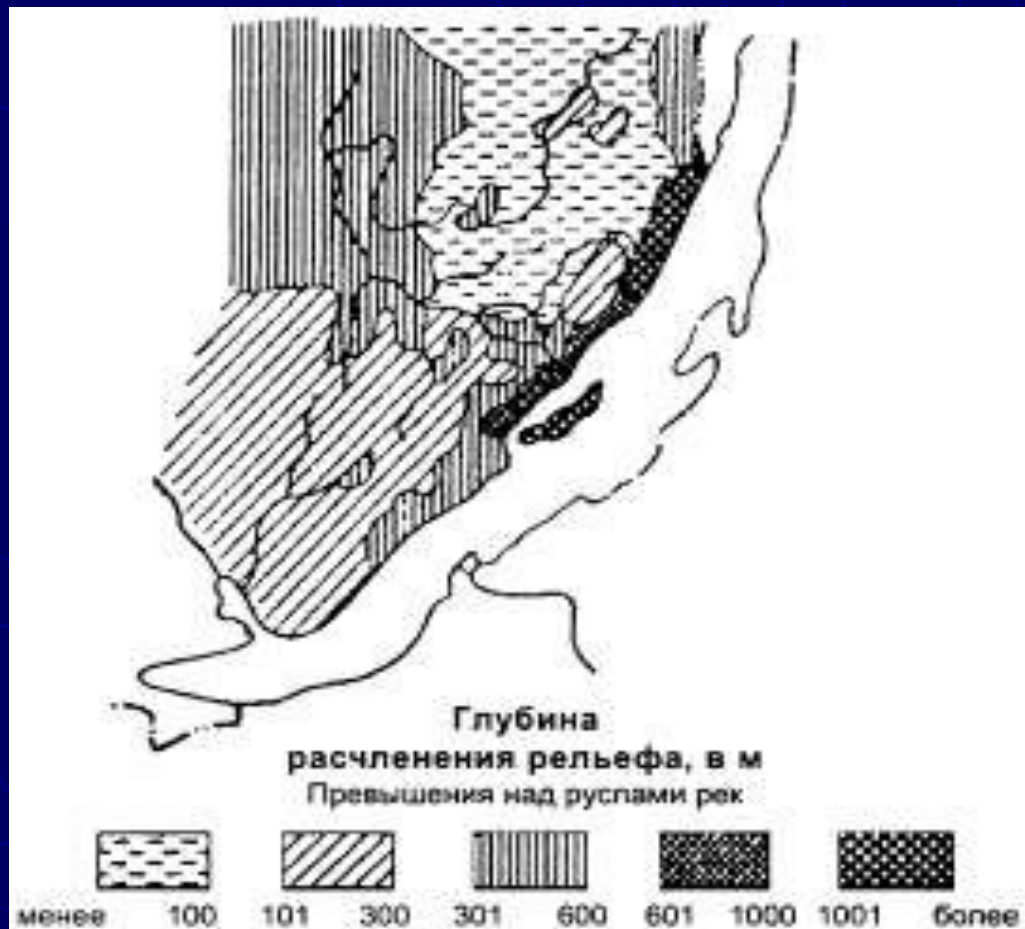 Глубина
расчленения рельефа, в м
Превышения над руслами рек
менее 100 101 300 301 600 601 1000 1001 более